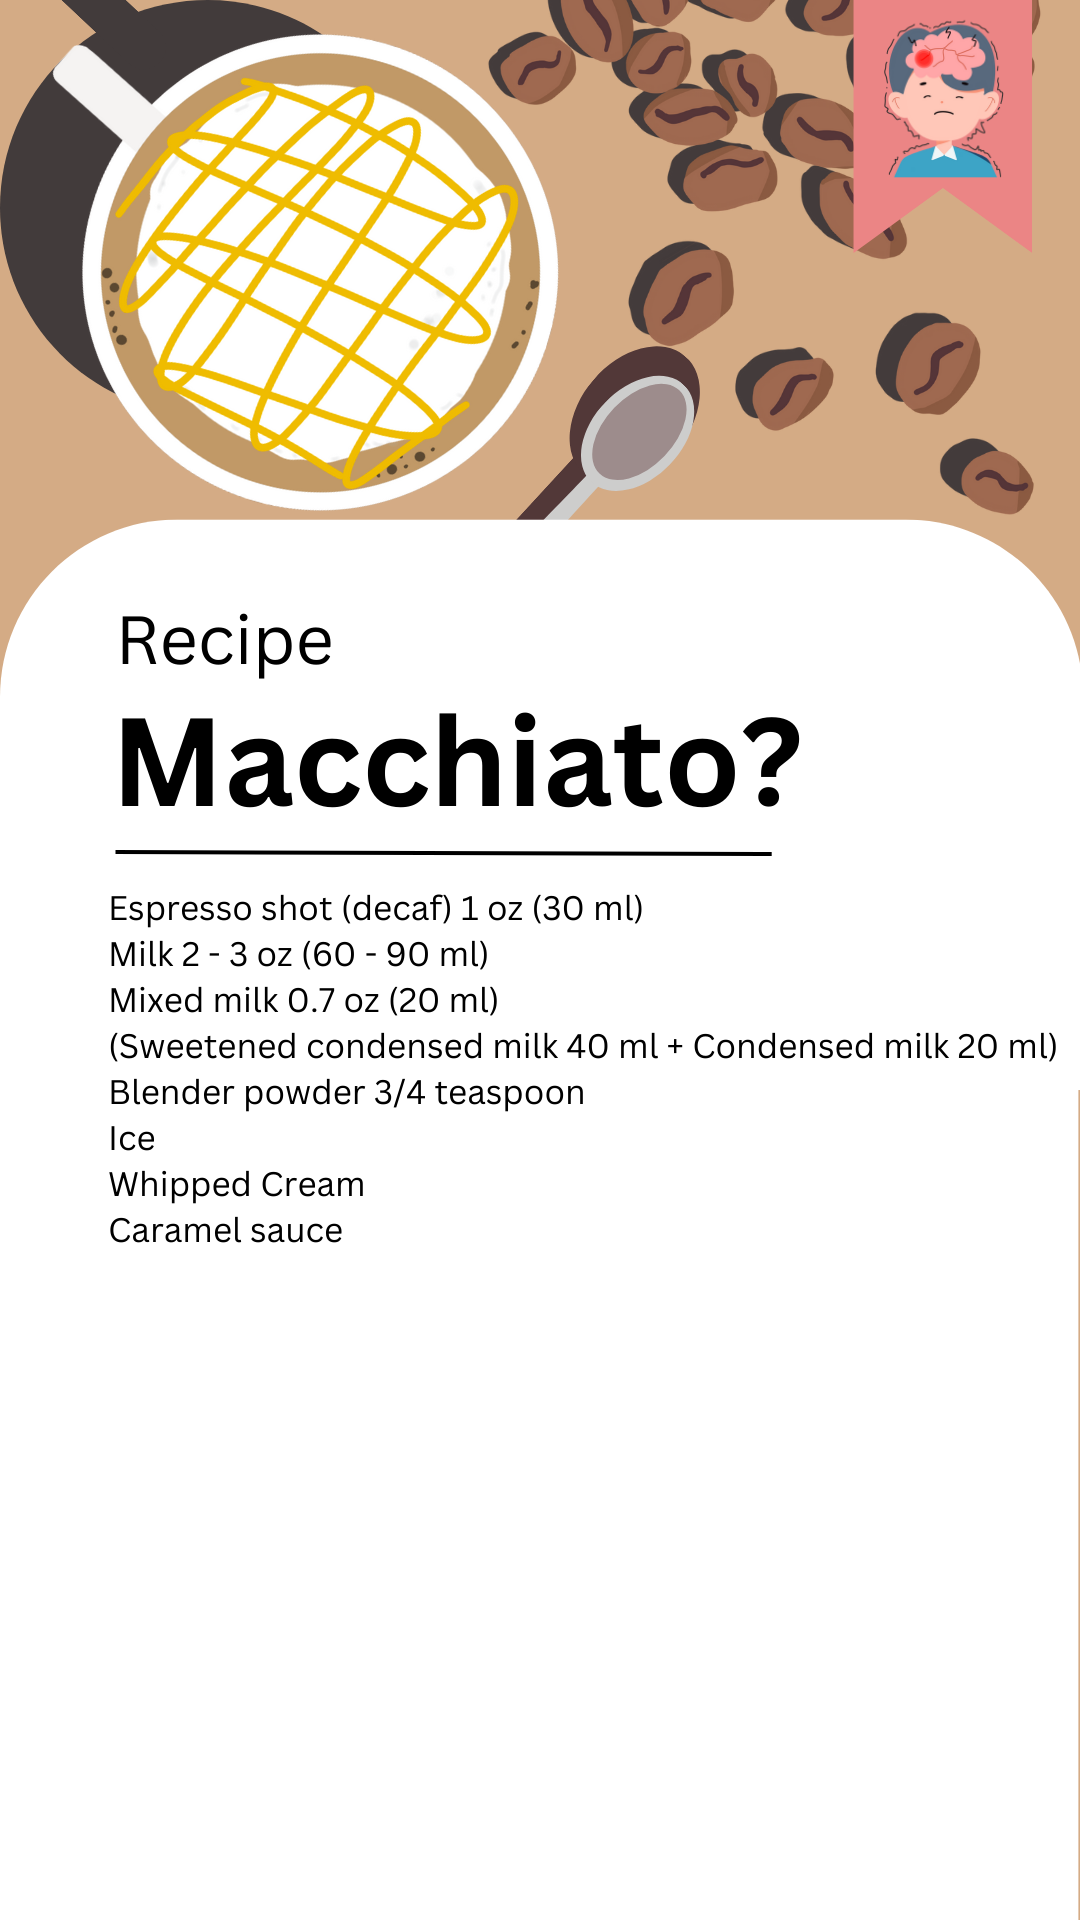 Recipe
Macchiato?
Espresso shot (decaf) 1 oz (30 ml)
Milk 2 - 3 oz (60 - 90 ml)
Mixed milk 0.7 oz (20 ml)
(Sweetened condensed milk 40 ml + Condensed milk 20 ml)
Blender powder 3/4 teaspoon
Ice
Whipped Cream
Caramel sauce